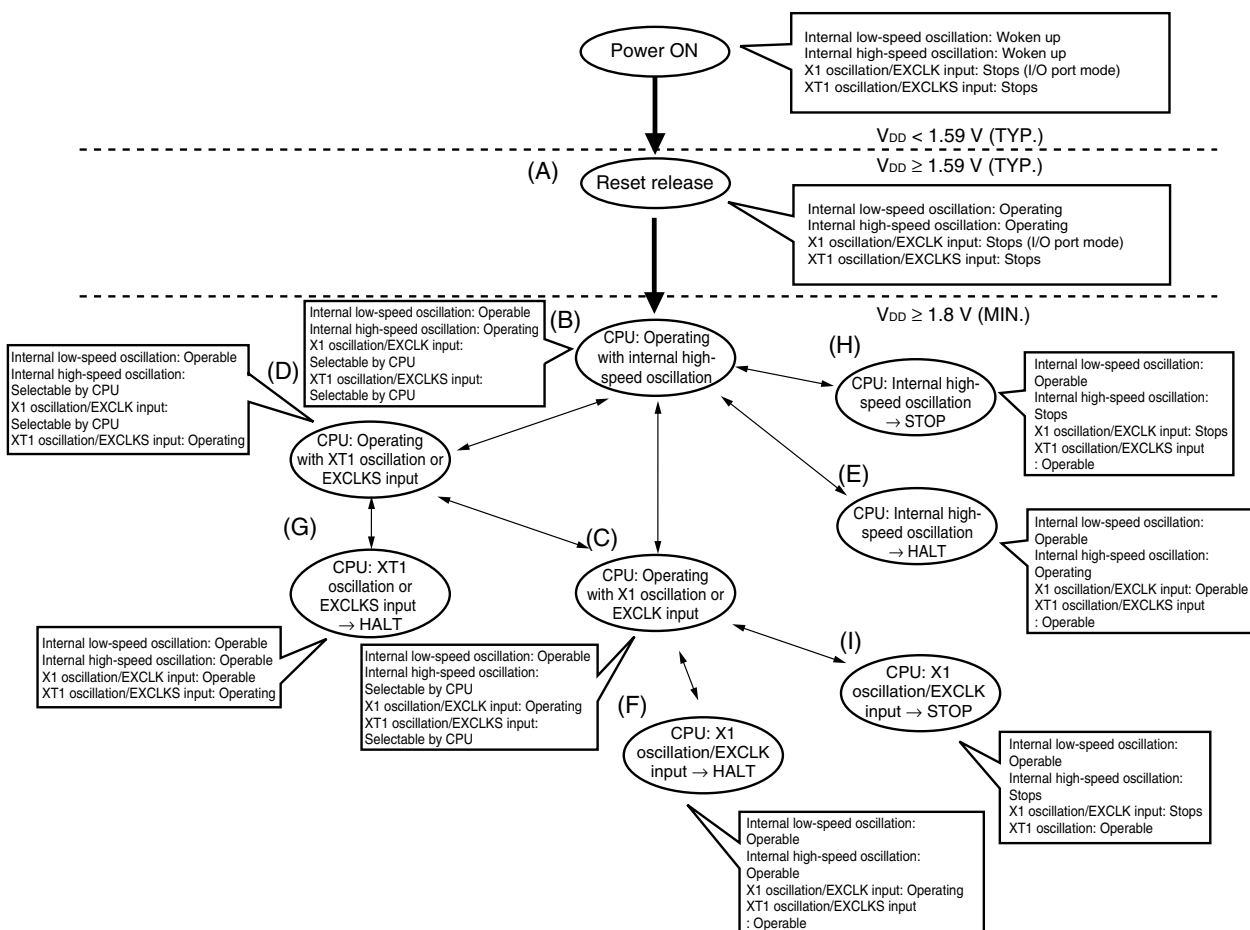 Power ON
Internal low-speed oscillation: Woken up
Internal high-speed oscillation: Woken up
X1 oscillation/EXCLK input: Stops (I/O port mode)
XT1 oscillation/EXCLKS input: Stops
VDD < 1.59 V (TYP.)
VDD ≥ 1.59 V (TYP.)
(A)
Reset release
Internal low-speed oscillation: Operating
Internal high-speed oscillation: Operating
X1 oscillation/EXCLK input: Stops (I/O port mode)
XT1 oscillation/EXCLKS input: Stops
VDD ≥ 1.8 V (MIN.)
Internal low-speed oscillation: Operable
Internal high-speed oscillation: Operating
X1 oscillation/EXCLK input:
Selectable by CPU
XT1 oscillation/EXCLKS input:
Selectable by CPU
(B)
CPU: Operating
with internal high-
speed oscillation
(H)
CPU: Internal high-
speed oscillation
→ STOP
Internal low-speed oscillation:
Operable
Internal high-speed oscillation:
Stops
X1 oscillation/EXCLK input: Stops
XT1 oscillation/EXCLKS input
: Operable
Internal low-speed oscillation: Operable
Internal high-speed oscillation:
Selectable by CPU
X1 oscillation/EXCLK input:
Selectable by CPU
XT1 oscillation/EXCLKS input: Operating
(D)
CPU: Operating
with XT1 oscillation or
EXCLKS input
(E)
CPU: Internal high-
speed oscillation
→ HALT
Internal low-speed oscillation:
Operable
Internal high-speed oscillation:
Operating
X1 oscillation/EXCLK input: Operable
XT1 oscillation/EXCLKS input
: Operable
(G)
CPU: XT1
oscillation or
EXCLKS input
→ HALT
Internal low-speed oscillation: Operable
Internal high-speed oscillation: Operable
X1 oscillation/EXCLK input: Operable
XT1 oscillation/EXCLKS input: Operating
(C)
CPU: Operating
with X1 oscillation or
EXCLK input
Internal low-speed oscillation: Operable
Internal high-speed oscillation:
Selectable by CPU
X1 oscillation/EXCLK input: Operating
XT1 oscillation/EXCLKS input:
Selectable by CPU
(I)
CPU: X1
oscillation/EXCLK
input → STOP
Internal low-speed oscillation:
Operable
Internal high-speed oscillation:
Stops
X1 oscillation/EXCLK input: Stops
XT1 oscillation: Operable
(F)
CPU: X1
oscillation/EXCLK
input → HALT
Internal low-speed oscillation:
Operable
Internal high-speed oscillation:
Operable
X1 oscillation/EXCLK input: Operating
XT1 oscillation/EXCLKS input
: Operable